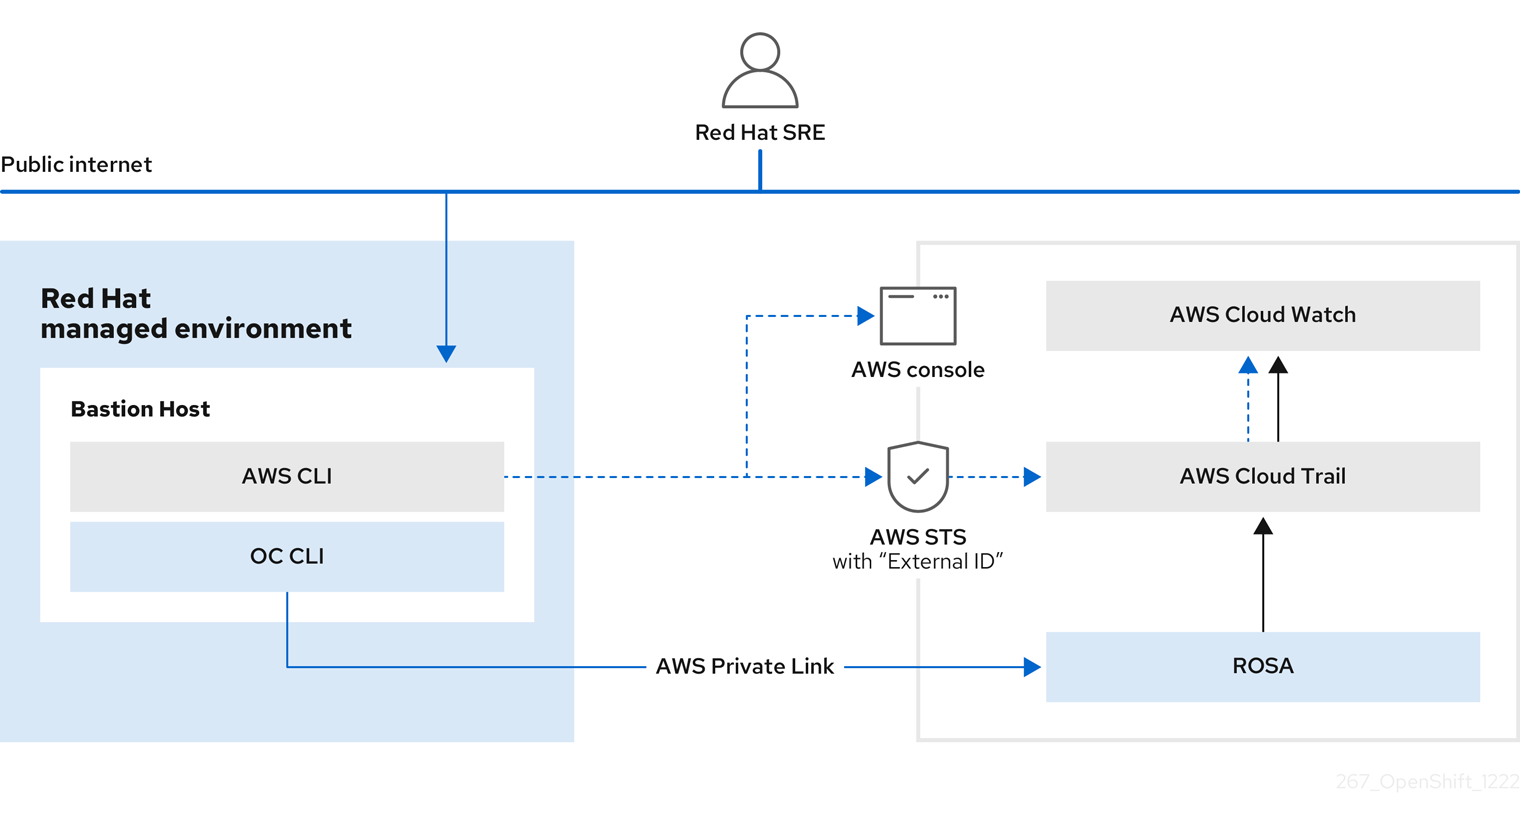 Red Hat SRE
Public internet
Red Hat
managed environment
Bastion Host
AWS CLI
OC CLI
AWS console
AWS STS
with “External ID”
AWS Private Link
AWS Cloud Watch
AWS Cloud Trail
ROSA
267_OpenShift_1222